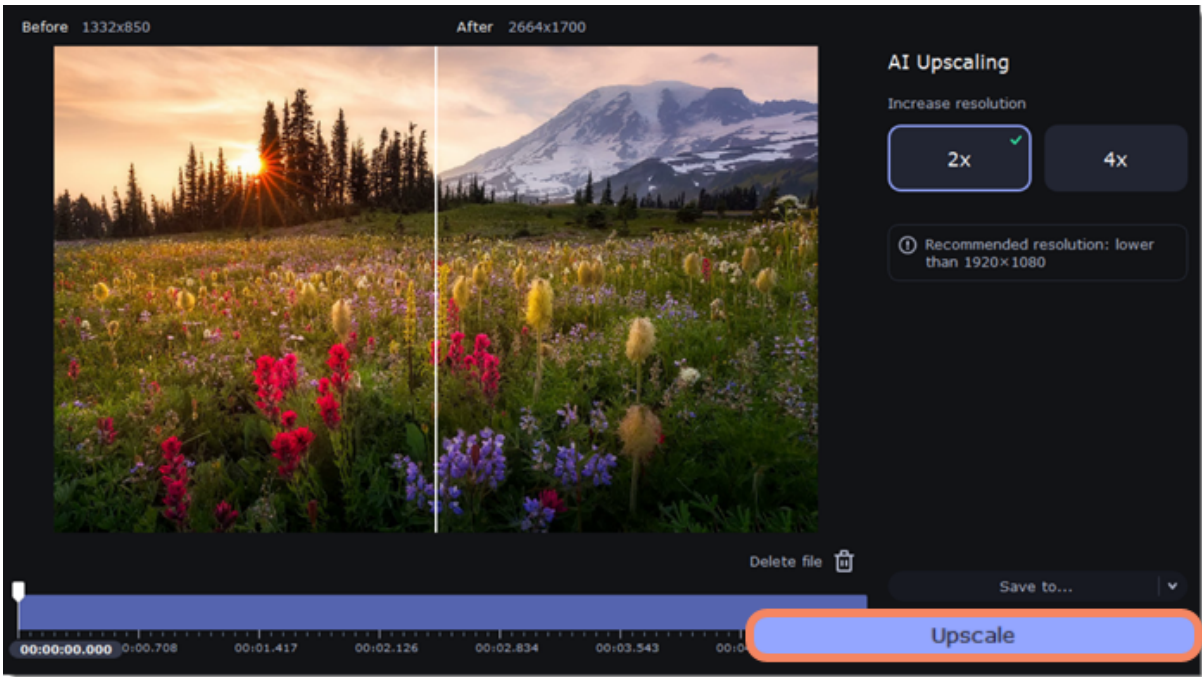 Before 1332x850
After 2664x1700
AI Upscaling
Increase resolution
2x
4x
Recommended resolution: lower
than 1920×1080
Delete file
Save to...
00:00:00.000 0:00.708 00:01.417 00:02.126 00:02.834 00:03.543 00:0
Upscale